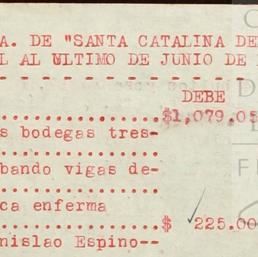 A. DE "SANTA CATALINA DE
L AL ULTIMO DE JUNIO DE
- - - - - - - - - - - - - - - - - -
DEBE
..............$1,079.05
s bodegas tres-
..............
bando vigas de-
..............
ca enferma
..............$ 225.00
nislao Espino--